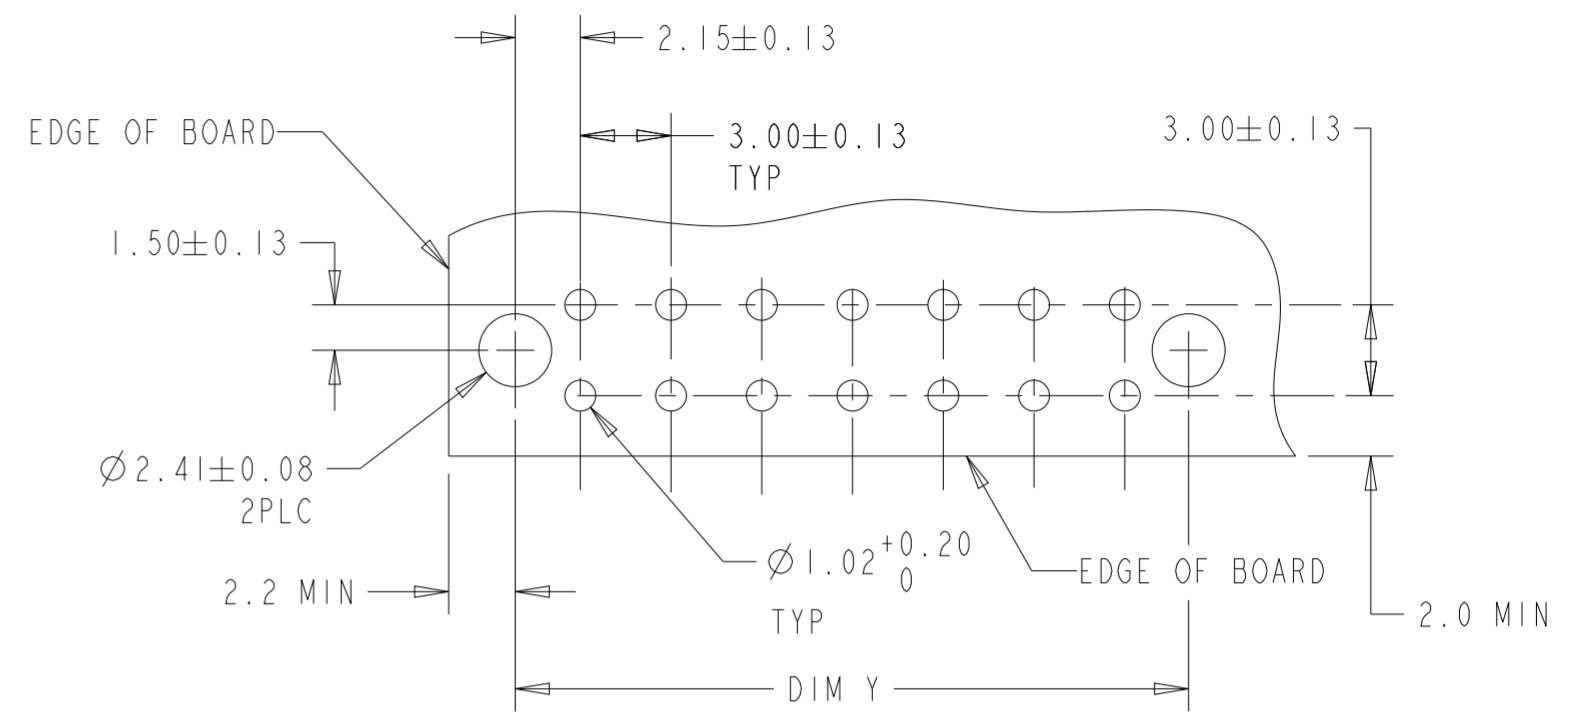 2.15±0.13
EDGE OF BOARD
3.00±0.13
TYP
3.00±0.13
1.50±0.13
Ø2.41±0.08
2PLC
Ø1.02 +0.20
0
TYP
EDGE OF BOARD
2.2 MIN
2.0 MIN
DIM Y